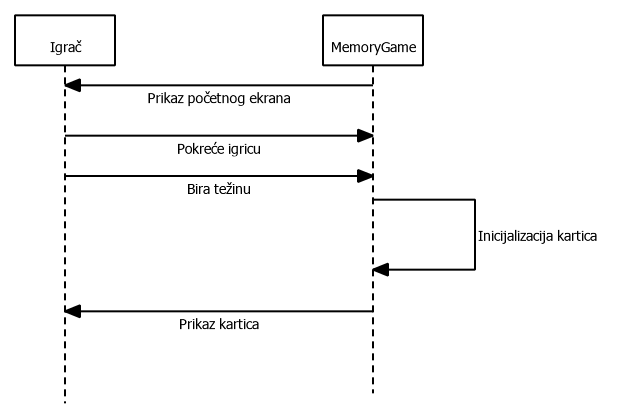 Igrač
MemoryGame
Prikaz početnog ekrana
Pokreće igricu
Bira težinu
Inicijalizacija kartica
Prikaz kartica